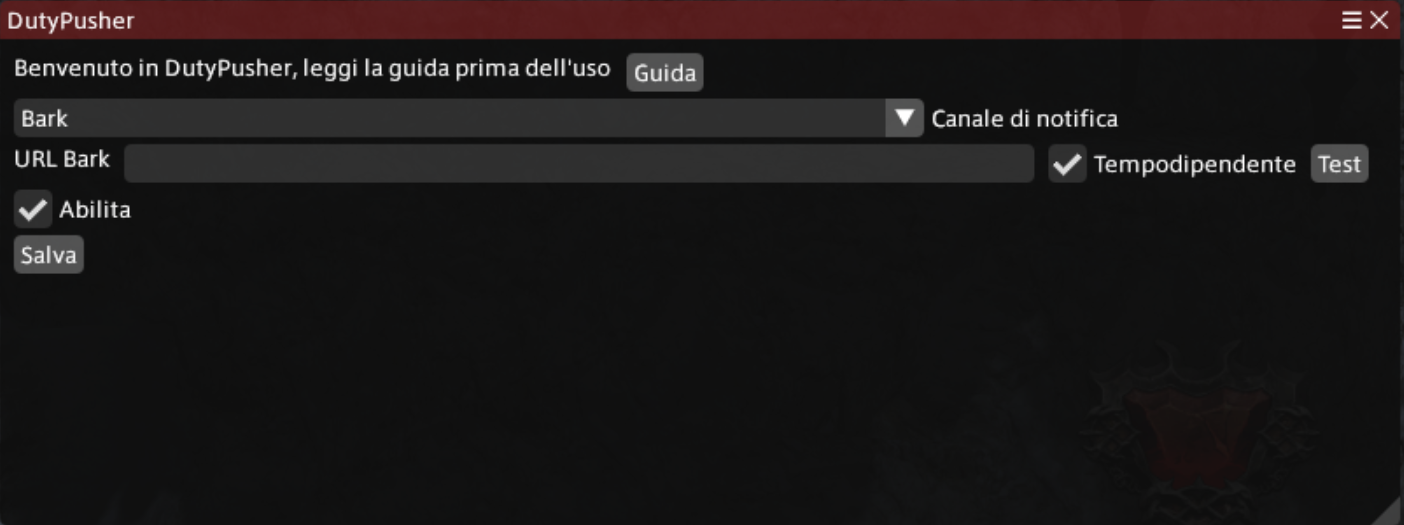 DutyPusher
Benvenuto in DutyPusher, leggi la guida prima dell'uso Guida
Bark Canale di notifica
URL Bark Tempodipendente Test
Abilita
Salva